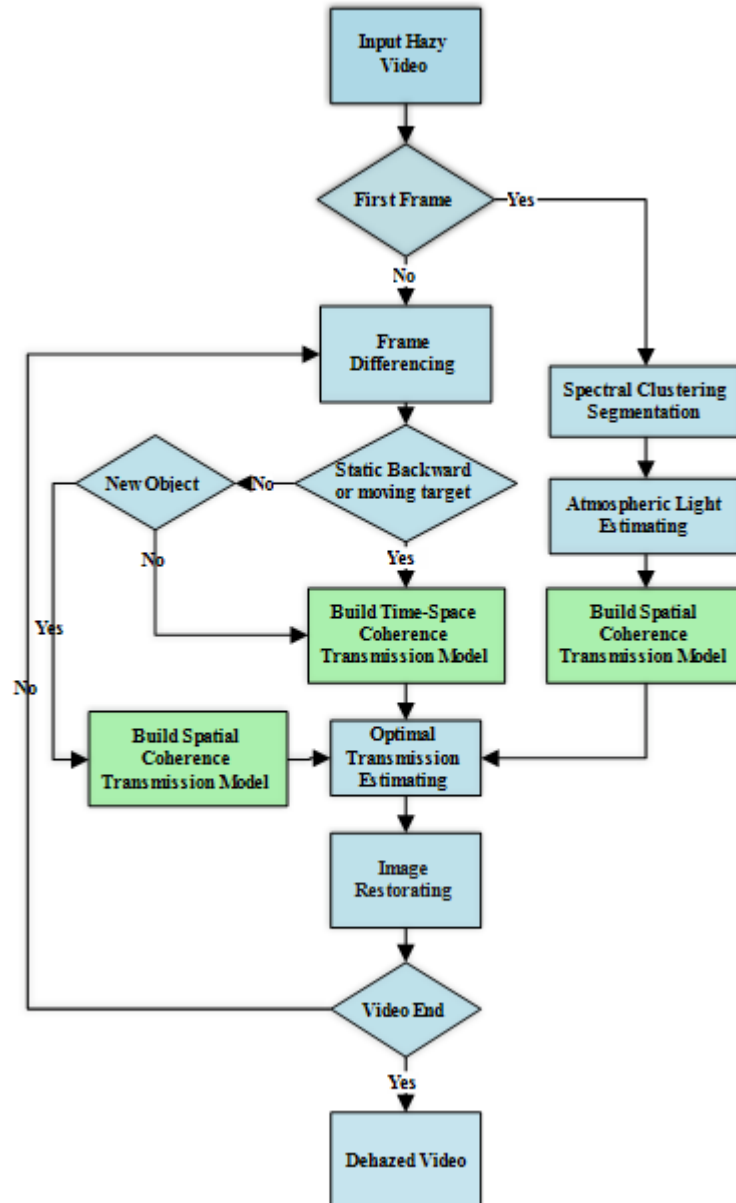 Input Hazy
Video
First Frame
Yes
No
Frame
Differencing
Spectral Clustering
Segmentation
New Object
No
Static Backward
or moving target
Atmospheric Light
Estimating
No
Yes
Build Time-Space
Coherence
Transmission Model
Build Spatial
Coherence
Transmission Model
Yes
No
Build Spatial
Coherence
Transmission Model
Optimal
Transmission
Estimating
Image
Restorating
Video End
Yes
Dehazed Video